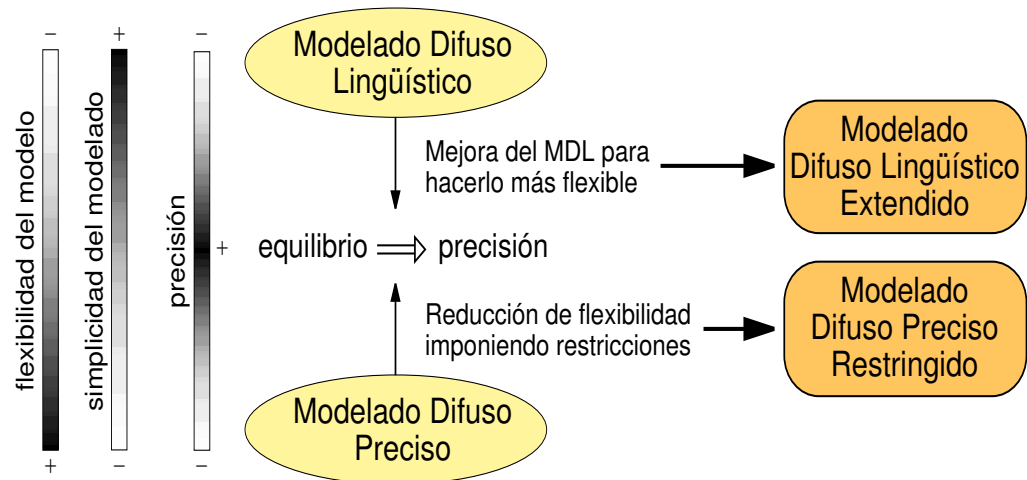 −
+
−
flexibilidad del modelo
+
simplicidad del modelado
−
precisión
+
−
Modelado Difuso
Lingüístico
Mejora del MDL para
hacerlo más flexible
Modelado
Difuso Lingüístico
Extendido
equilibrio
precisión
Reducción de flexibilidad
imponiendo restricciones
Modelado
Difuso Preciso
Restringido
Modelado Difuso
Preciso